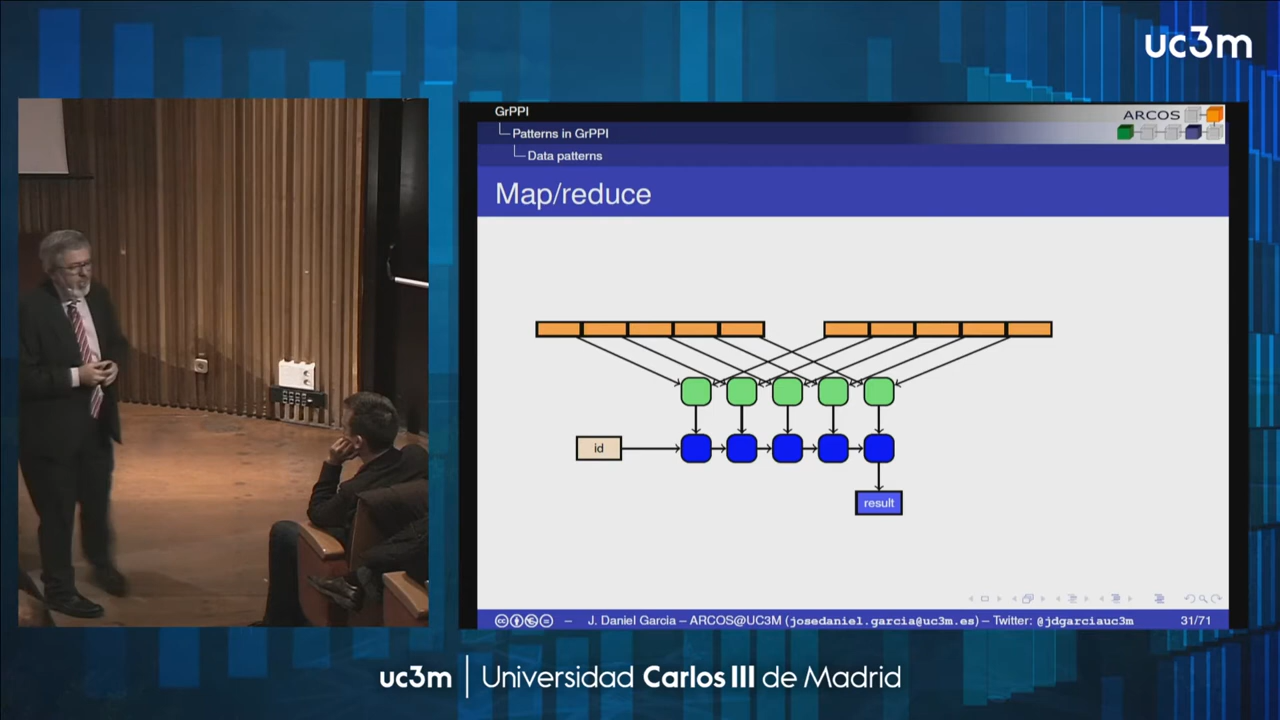 uc3m
GrPPI
Patterns in GrPPI
Data patterns
ARCOS
Map/reduce
id
result
– J. Daniel Garcia – ARCOS@UC3M (josedaniel.garcia@uc3m.es) – Twitter: @jdgarciauc3m 31/71
uc3m | Universidad Carlos III de Madrid